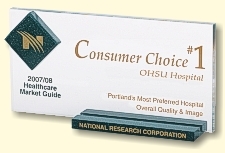 Consumer Choice #1
OHSU Hospital
2007/08
Healthcare
Market Guide
Portland's Most Preferred Hospital
Overall Quality & Image
NATIONAL RESEARCH CORPORATION